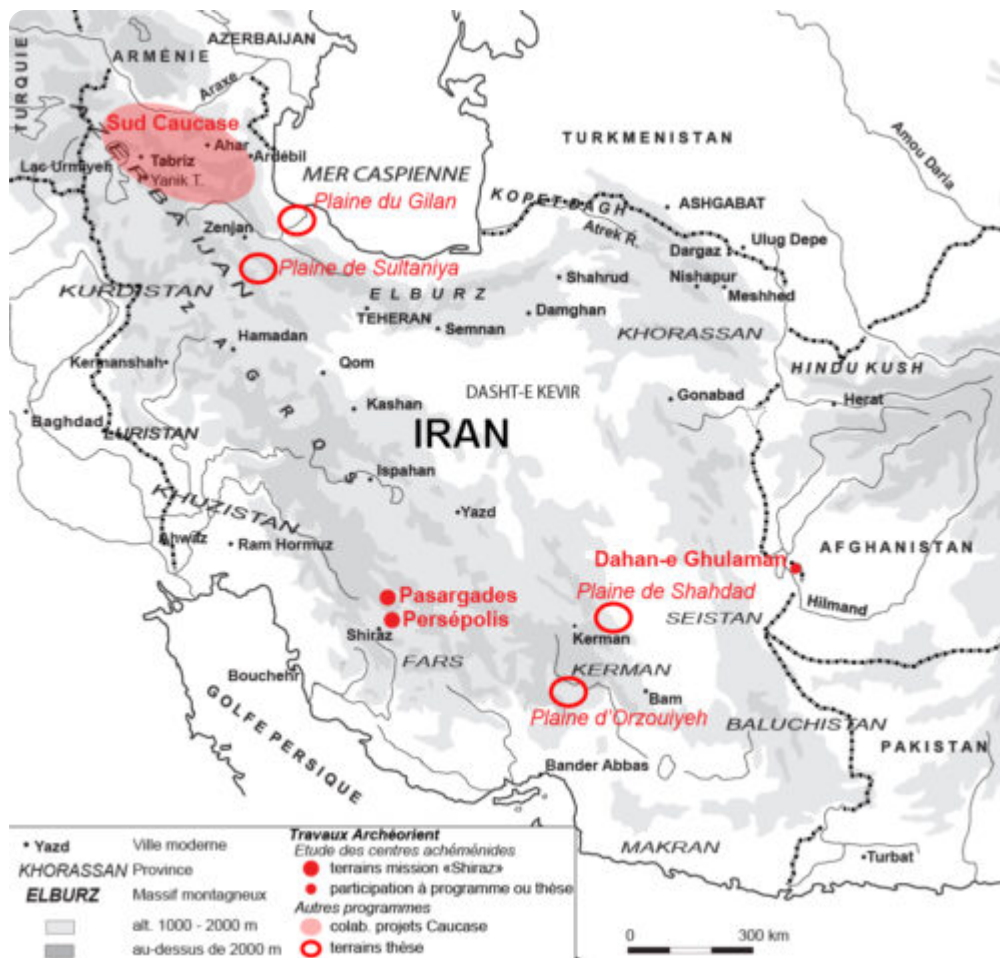 AZERBAIJAN
ARMÉNIE
TURQUIE
Araxe
Sud Caucase
Ahar
Ardébil
Tabriz
Lac Urmiyeh
Yanik T.
AZERBAIJAN
MER CASPIENNE
TURKMENISTAN
Amou Daria
Plaine du Gilan
KOPET DAGH
ASHGABAT
Atrek R.
Ulug Depe
Dargaz
Zenjan
Plaine de Sultaniya
Shahrud
Nishapur
Meshhed
KURDISTAN
ELBURZ
TEHERAN
Semnan
Damghan
KHORASSAN
ZAGROS
Hamadan
Kermanshah
Qom
HINDU KUSH
DASHT-E KEVIR
Gonabad
Herat
Baghdad
Kashan
LURISTAN
IRAN
Ispahan
KHUZISTAN
Yazd
Ahwaz
Ram Hormuz
AFGHANISTAN
Dahan-e Ghulaman
Pasargades
Plaine de Shahdad
Hilmand
Persépolis
SEISTAN
Shiraz
Kerman
FARS
KERMAN
Bouchehr
Bam
Plaine d'Orzouiyeh
BALUCHISTAN
GOLFE PERSIQUE
PAKISTAN
Bander Abbas
MAKRAN
Turbat
Yazd Ville moderne
KHORASSAN Province
ELBURZ Massif montagneux
alt. 1000 - 2000 m
au-dessus de 2000 m
Travaux Archéorient
Etude des centres achéménides
terrains mission «Shiraz»
participation à programme ou thèse
Autres programmes
colab. projets Caucase
terrains thèse
0 300 km